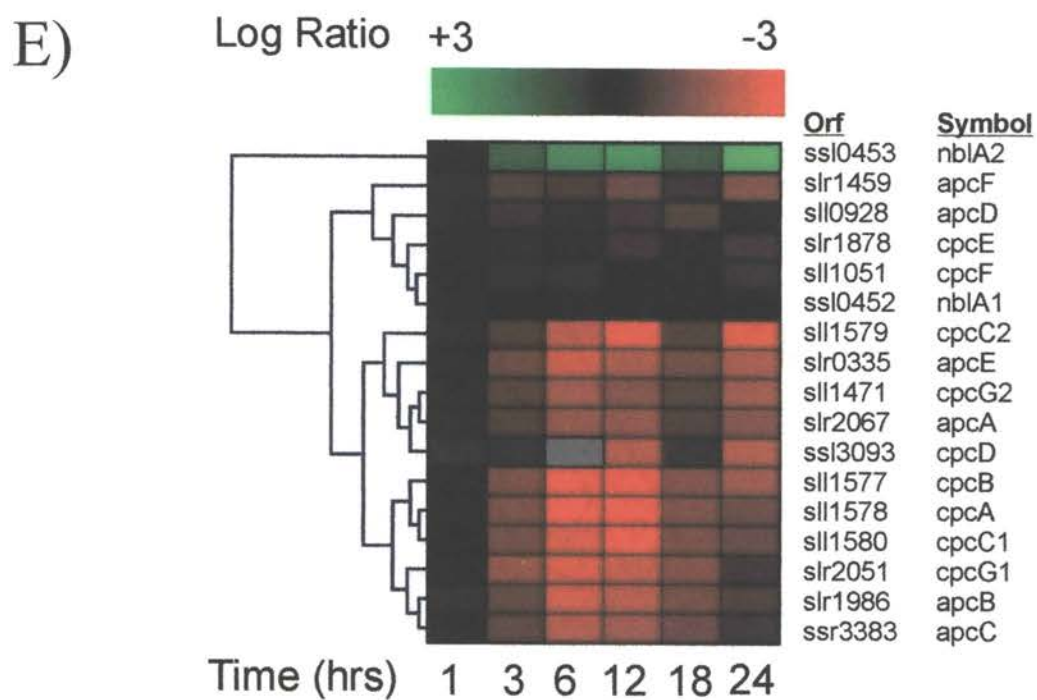 E)
Log Ratio +3 -3
Orf Symbol
ssl0453 nblA2
slr1459 apcF
sll0928 apcD
slr1878 cpcE
sll1051 cpcF
ssl0452 nblA1
sll1579 cpcC2
slr0335 apcE
sll1471 cpcG2
slr2067 apcA
ssl3093 cpcD
sll1577 cpcB
sll1578 cpcA
sll1580 cpcC1
slr2051 cpcG1
slr1986 apcB
ssr3383 apcC
Time (hrs) 1 3 6 12 18 24